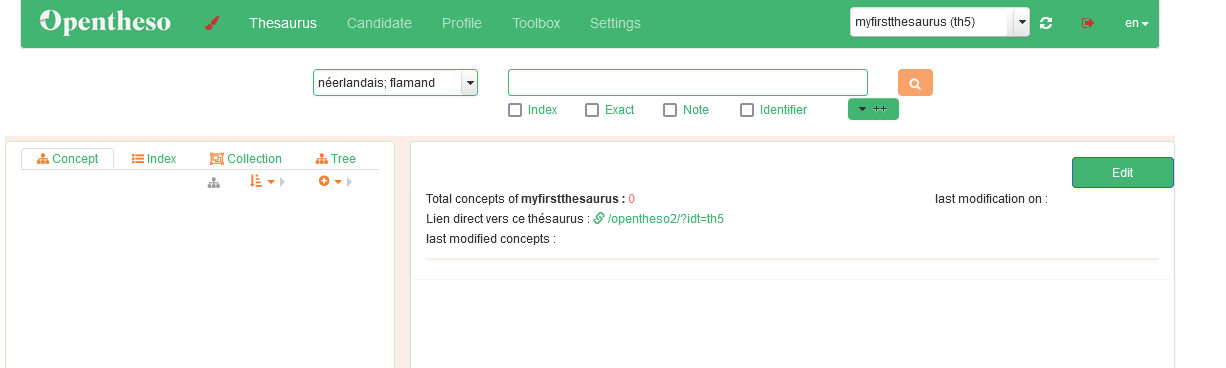 Opentheso Thesaurus Candidate Profile Toolbox Settings myfirstthesaurus (th5) en
néerlandais; flamand
Index Exact Note Identifier ++
Concept Index Collection Tree
Edit
Total concepts of myfirstthesaurus : 0 last modification on :
Lien direct vers ce thésaurus : /opentheso2/?idt=th5
last modified concepts :